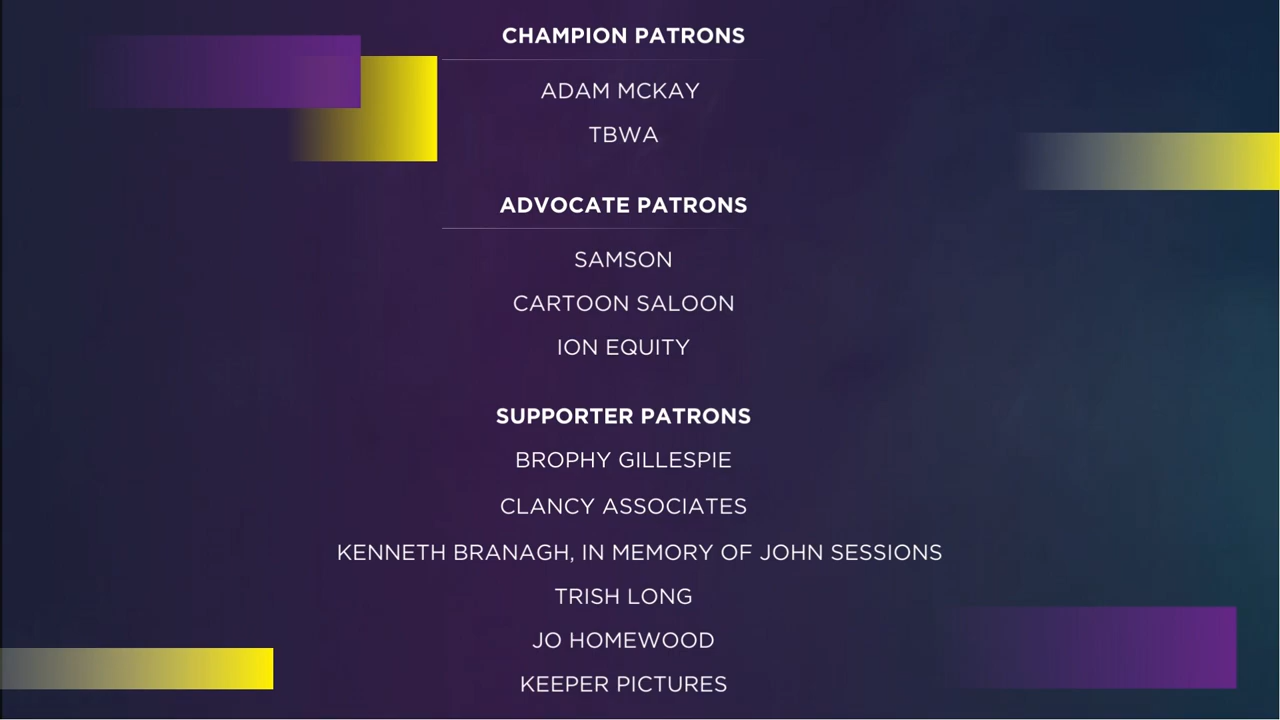 CHAMPION PATRONS
ADAM MCKAY
TBWA
ADVOCATE PATRONS
SAMSON
CARTOON SALOON
ION EQUITY
SUPPORTER PATRONS
BROPHY GILLESPIE
CLANCY ASSOCIATES
KENNETH BRANAGH, IN MEMORY OF JOHN SESSIONS
TRISH LONG
JO HOMEWOOD
KEEPER PICTURES